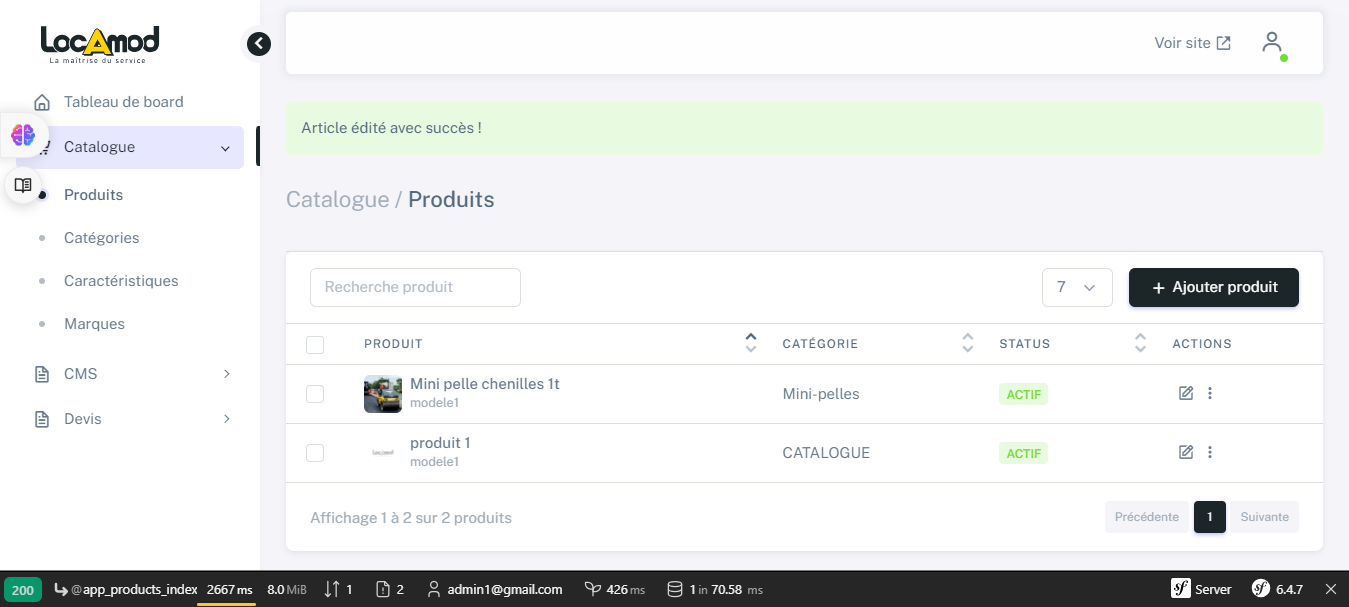 LocAmod
La maîtrise du service
Voir site
Tableau de board
Article édité avec succès !
Catalogue
Produits
Catégories
Caractéristiques
Marques
CMS
Devis
Catalogue / Produits
Recherche produit
7
+ Ajouter produit
PRODUIT CATÉGORIE STATUS ACTIONS
Mini pelle chenilles 1t
modele1
Mini-pelles
ACTIF
produit 1
modele1
CATALOGUE
ACTIF
Affichage 1 à 2 sur 2 produits
Précédente 1 Suivante
200 @app_products_index 2667 ms 8.0 MiB 1 2 admin1@gmail.com 426 ms 1 in 70.58 ms sf Server sf 6.4.7